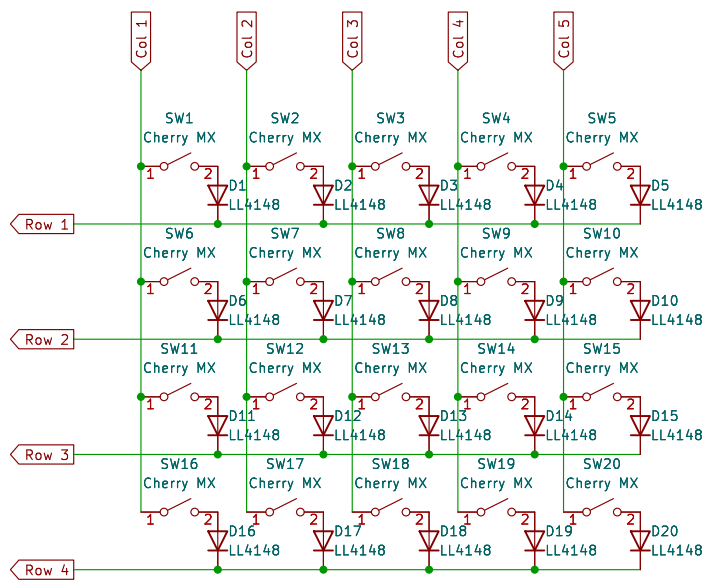 Col 1 Col 2 Col 3 Col 4 Col 5
SW1 SW2 SW3 SW4 SW5
Cherry MX Cherry MX Cherry MX Cherry MX Cherry MX
1 2 1 2 1 2 1 2 1 2
D1 D2 D3 D4 D5
LL4148 LL4148 LL4148 LL4148 LL4148
Row 1
SW6 SW7 SW8 SW9 SW10
Cherry MX Cherry MX Cherry MX Cherry MX Cherry MX
1 2 1 2 1 2 1 2 1 2
D6 D7 D8 D9 D10
LL4148 LL4148 LL4148 LL4148 LL4148
Row 2
SW11 SW12 SW13 SW14 SW15
Cherry MX Cherry MX Cherry MX Cherry MX Cherry MX
1 2 1 2 1 2 1 2 1 2
D11 D12 D13 D14 D15
LL4148 LL4148 LL4148 LL4148 LL4148
Row 3
SW16 SW17 SW18 SW19 SW20
Cherry MX Cherry MX Cherry MX Cherry MX Cherry MX
1 2 1 2 1 2 1 2 1 2
D16 D17 D18 D19 D20
LL4148 LL4148 LL4148 LL4148 LL4148
Row 4